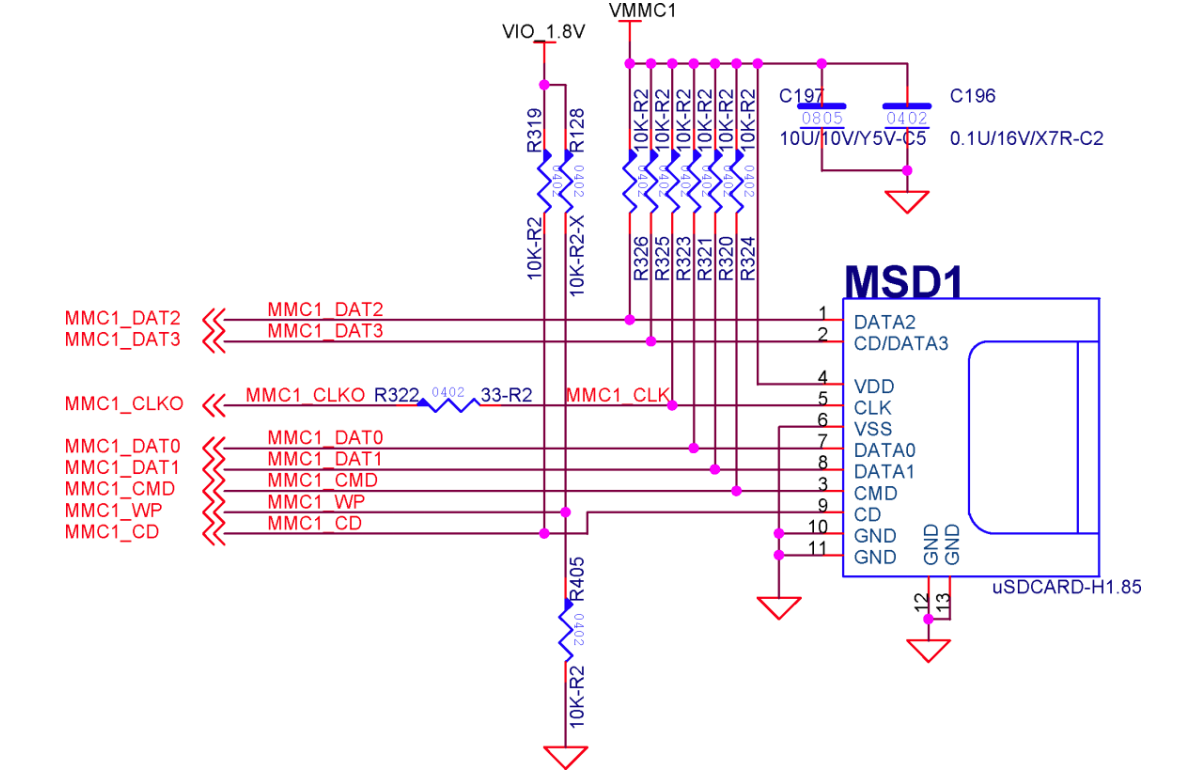 VMMC1
VIO_1.8V
C197
0805
10U/10V/Y5V-C5
C196
0402
0.1U/16V/X7R-C2
R319
0402
10K-R2
R128
0402
10K-R2-X
10K-R2
0402
R326
10K-R2
0402
R325
10K-R2
0402
R323
10K-R2
0402
R321
10K-R2
0402
R320
10K-R2
0402
R324
MSD1
MMC1_DAT2 MMC1_DAT2 1 DATA2
MMC1_DAT3 MMC1_DAT3 2 CD/DATA3
4 VDD
MMC1_CLKO MMC1_CLKO R322 0402 33-R2 MMC1_CLK 5 CLK
6 VSS
MMC1_DAT0 MMC1_DAT0 7 DATA0
MMC1_DAT1 MMC1_DAT1 8 DATA1
MMC1_CMD MMC1_CMD 3 CMD
MMC1_WP MMC1_WP 9 CD
MMC1_CD MMC1_CD 10 GND
11 GND
GND
GND
12
13
uSDCARD-H1.85
R405
0402
10K-R2